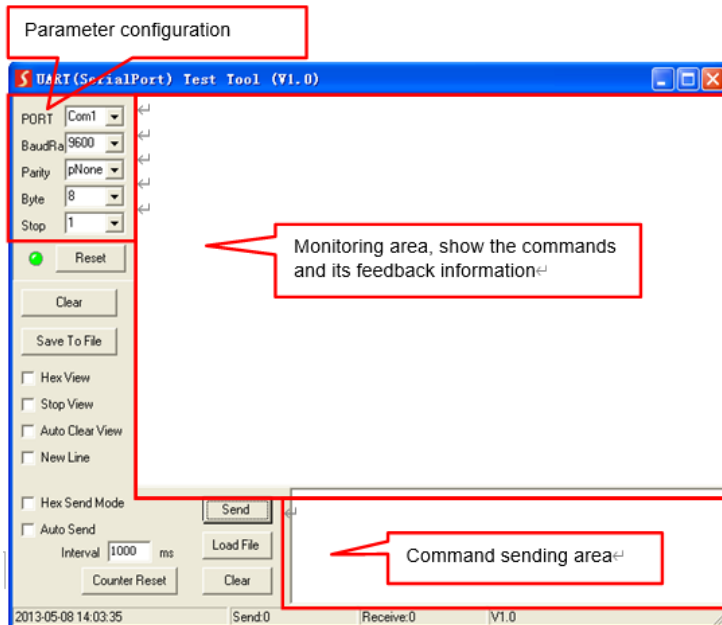 Parameter configuration
UART(SerialPort) Test Tool (V1.0)
PORT Com1
BaudRa 9600
Parity pNone
Byte 8
Stop 1
Reset
Monitoring area, show the commands
and its feedback information↵
Clear
Save To File
Hex View
Stop View
Auto Clear View
New Line
Hex Send Mode
Send
Auto Send
Interval 1000 ms
Load File
Command sending area↵
Counter Reset
Clear
2013-05-08 14:03:35 Send:0 Receive:0 V1.0